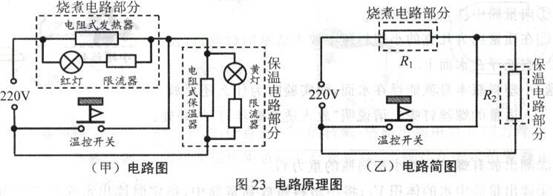 烧煮电路部分
电阻式发热器
红灯
限流器
220V
温控开关
电阻式保温器
黄灯
限流器
保温电路部分
(甲)电路图
烧煮电路部分
R₁
220V
R₂
温控开关
保温电路部分
(乙)电路简图
图 23 电路原理图